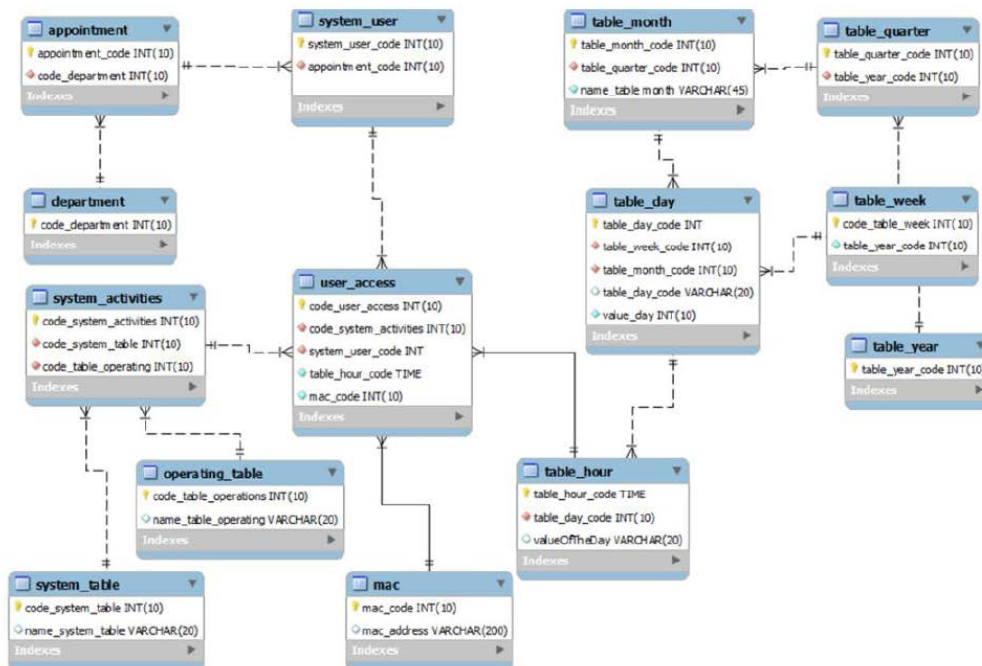 appointment
appointment_code INT(10)
code_department INT(10)
Indexes
system_user
system_user_code INT(10)
appointment_code INT(10)
Indexes
table_month
table_month_code INT(10)
table_quarter_code INT(10)
name_table month VARCHAR(45)
Indexes
table_quarter
table_quarter_code INT(10)
table_year_code INT(10)
Indexes
department
code_department INT(10)
Indexes
table_day
table_day_code INT
table_week_code INT(10)
table_month_code INT(10)
table_day_code VARCHAR(20)
value_day INT(10)
Indexes
table_week
code_table_week INT(10)
table_year_code INT(10)
Indexes
system_activities
code_system_activities INT(10)
code_system_table INT(10)
code_table_operating INT(10)
Indexes
user_access
code_user_access INT(10)
code_system_activities INT(10)
system_user_code INT
table_hour_code TIME
mac_code INT(10)
Indexes
table_year
table_year_code INT(10)
Indexes
operating_table
code_table_operations INT(10)
name_table_operating VARCHAR(20)
Indexes
table_hour
table_hour_code TIME
table_day_code INT(10)
valueOfTheDay VARCHAR(20)
Indexes
system_table
code_system_table INT(10)
name_system_table VARCHAR(20)
Indexes
mac
mac_code INT(10)
mac_address VARCHAR(200)
Indexes